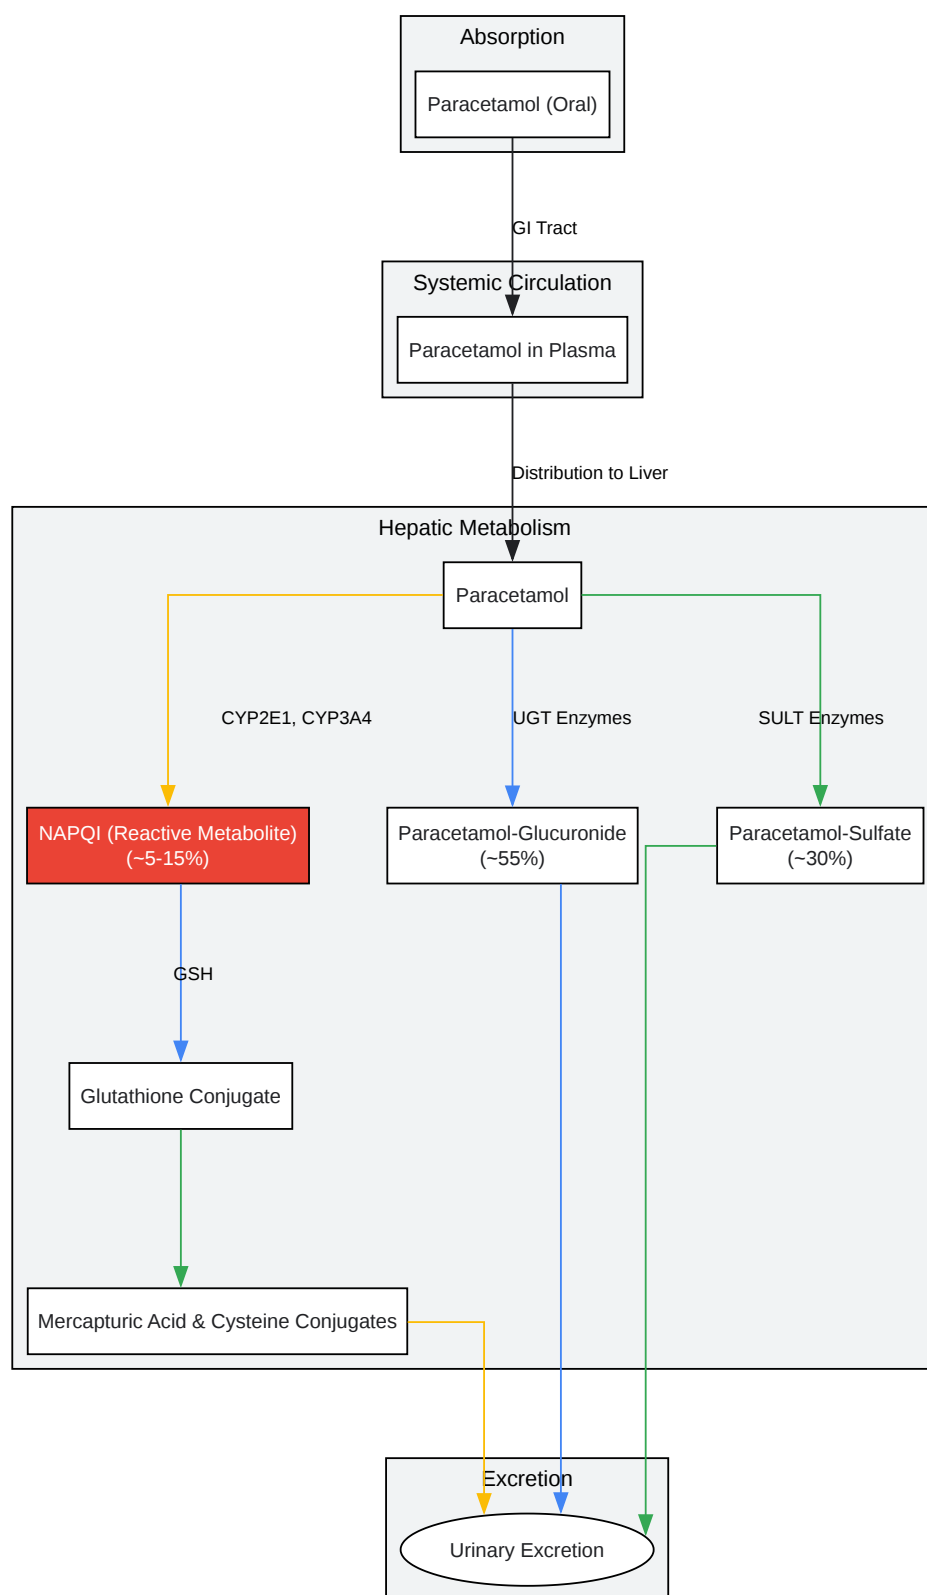 Absorption
Paracetamol (Oral)
GI Tract
Systemic Circulation
Paracetamol in Plasma
Distribution to Liver
Hepatic Metabolism
Paracetamol
CYP2E1, CYP3A4
UGT Enzymes
SULT Enzymes
NAPQI (Reactive Metabolite)
(~5-15%)
Paracetamol-Glucuronide
(~55%)
Paracetamol-Sulfate
(~30%)
GSH
Glutathione Conjugate
Mercapturic Acid & Cysteine Conjugates
Excretion
Urinary Excretion